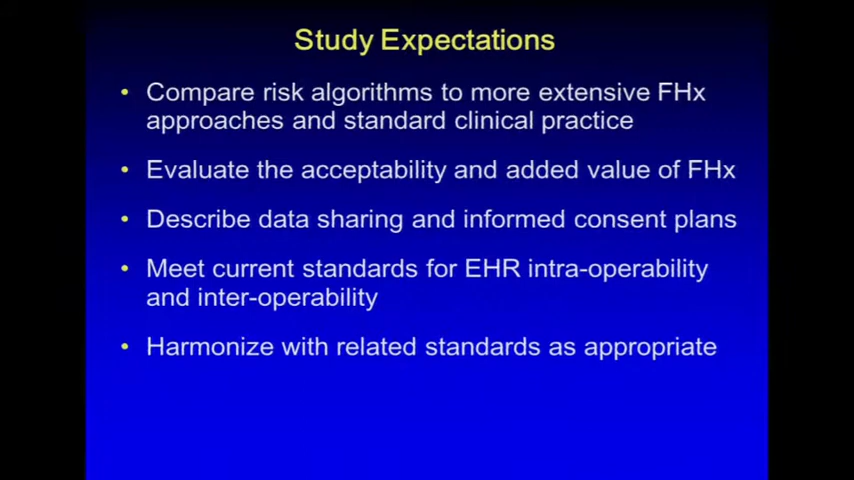 Study Expectations
• Compare risk algorithms to more extensive FHx
approaches and standard clinical practice
• Evaluate the acceptability and added value of FHx
• Describe data sharing and informed consent plans
• Meet current standards for EHR intra-operability
and inter-operability
• Harmonize with related standards as appropriate